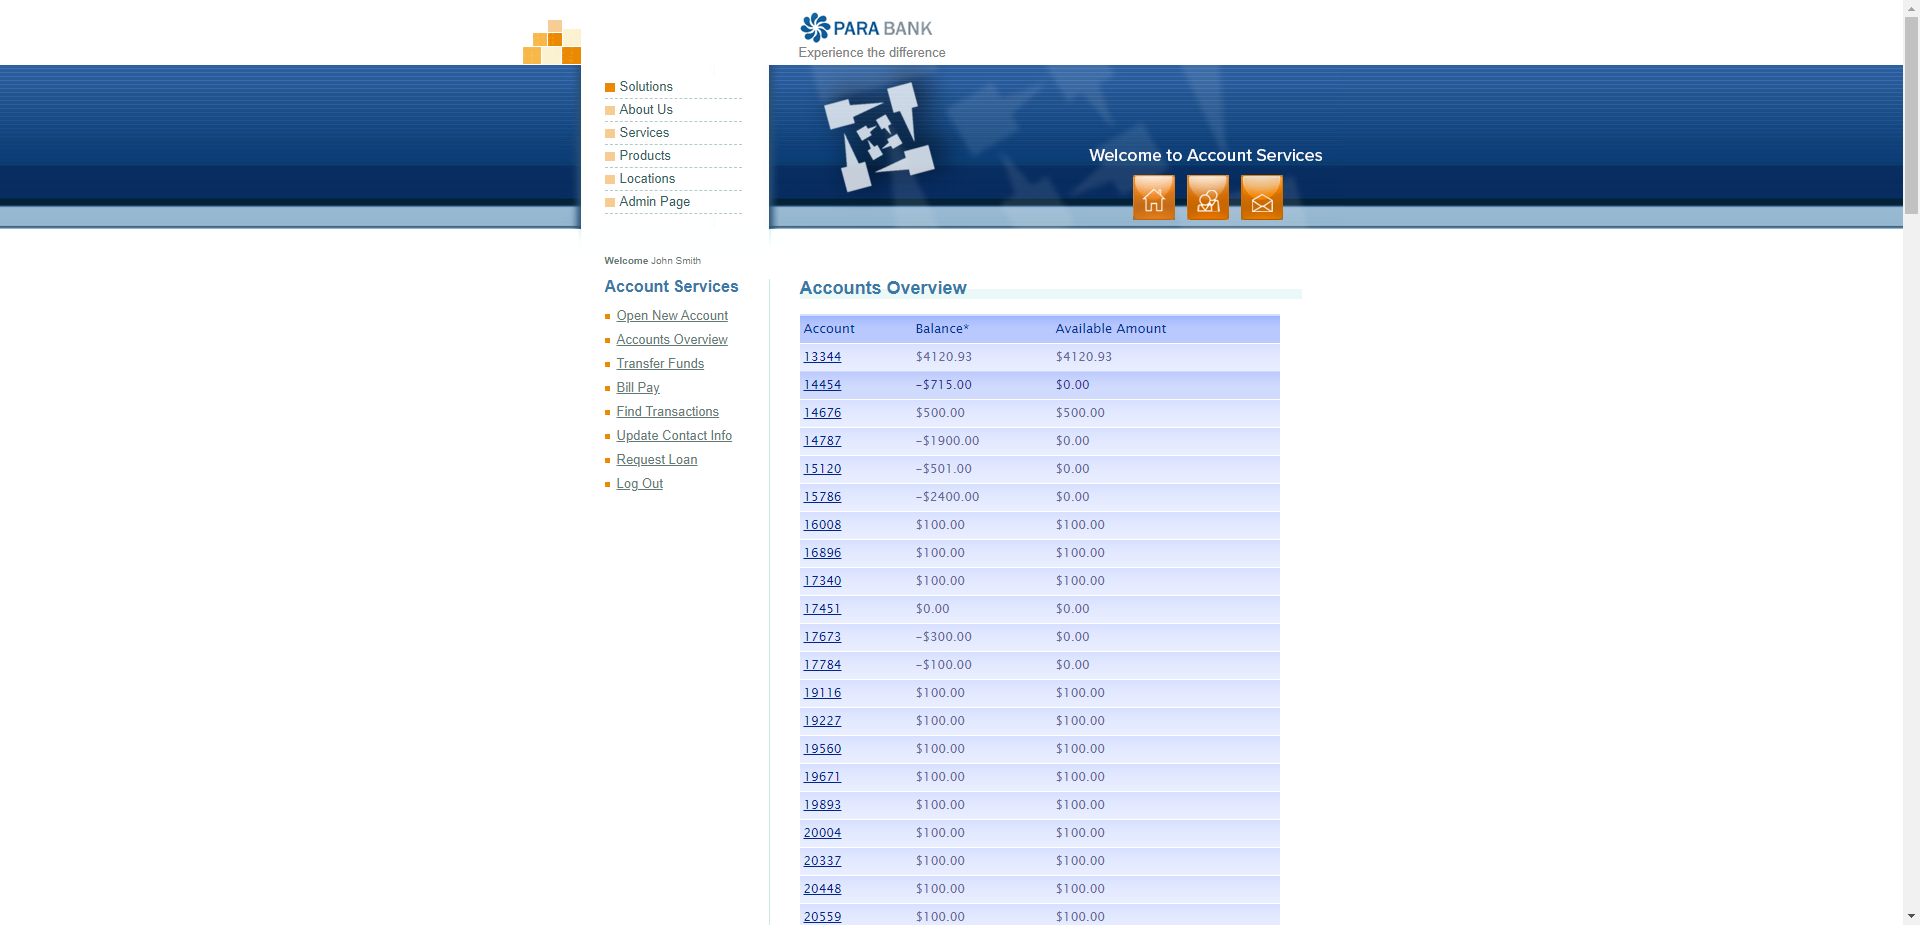 PARA BANK
Experience the difference
Solutions
About Us
Services
Products
Locations
Admin Page
Welcome to Account Services
Welcome John Smith
Account Services
Open New Account
Accounts Overview
Transfer Funds
Bill Pay
Find Transactions
Update Contact Info
Request Loan
Log Out
Accounts Overview
Account Balance* Available Amount
13344 $4120.93 $4120.93
14454 -$715.00 $0.00
14676 $500.00 $500.00
14787 -$1900.00 $0.00
15120 -$501.00 $0.00
15786 -$2400.00 $0.00
16008 $100.00 $100.00
16896 $100.00 $100.00
17340 $100.00 $100.00
17451 $0.00 $0.00
17673 -$300.00 $0.00
17784 -$100.00 $0.00
19116 $100.00 $100.00
19227 $100.00 $100.00
19560 $100.00 $100.00
19671 $100.00 $100.00
19893 $100.00 $100.00
20004 $100.00 $100.00
20337 $100.00 $100.00
20448 $100.00 $100.00
20559 $100.00 $100.00